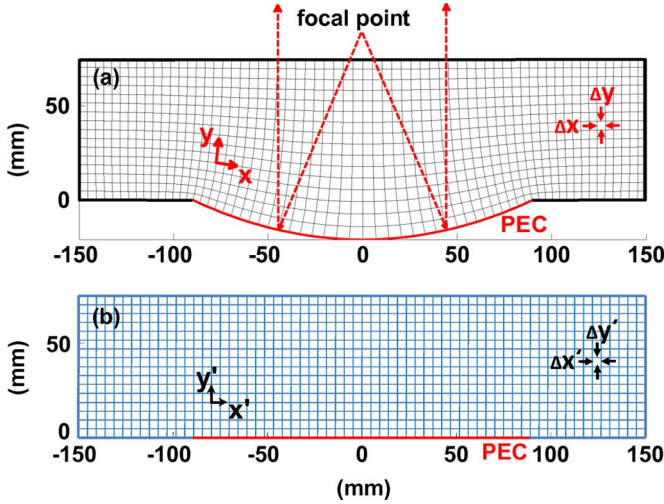 focal point
(a)
Δy
50
Δx
(mm)
y
x
0
PEC
-150 -100 -50 0 50 100 150
(b)
Δy´
50
Δx´
(mm)
y'
x'
0
PEC
-150 -100 -50 0 50 100 150
(mm)